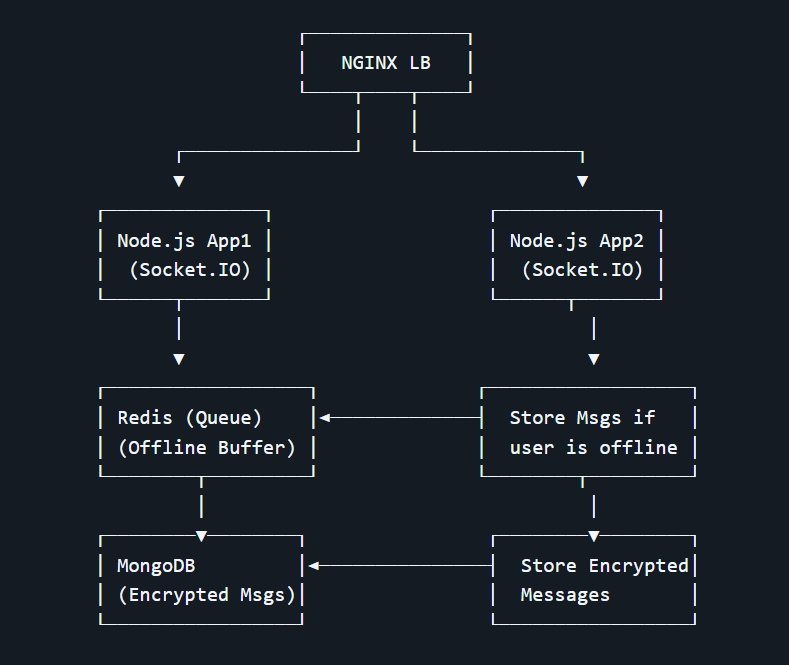 NGINX LB
Node.js App1
(Socket.IO)
Node.js App2
(Socket.IO)
Redis (Queue)
(Offline Buffer)
Store Msgs if
user is offline
MongoDB
(Encrypted Msgs)
Store Encrypted
Messages